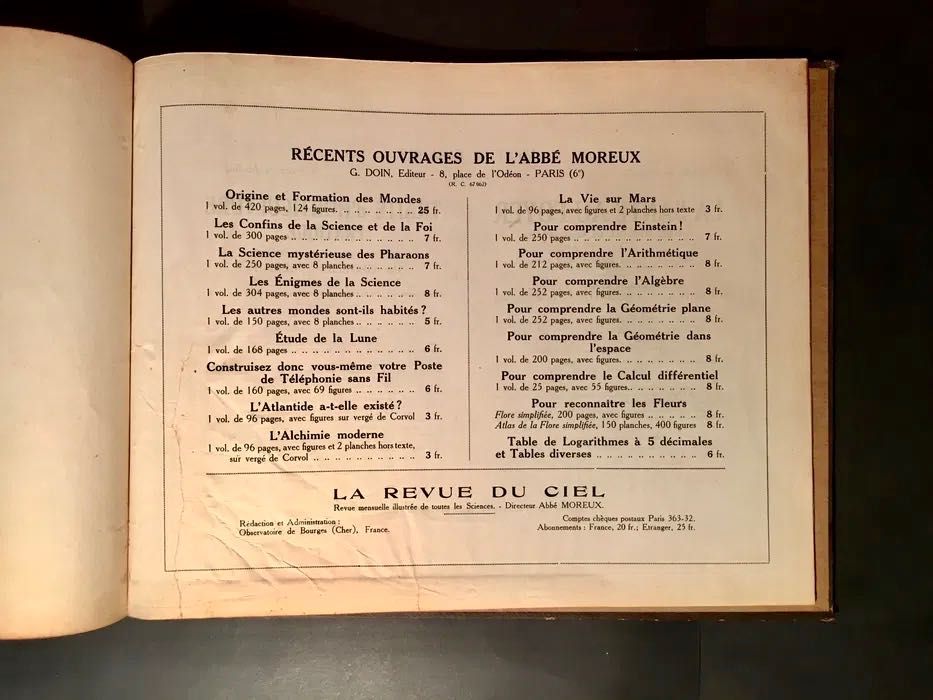 RÉCENTS OUVRAGES DE L'ABBÉ MOREUX
G. DOIN, Editeur - 8, place de l'Odéon - PARIS (6ᵉ)
(R. C. 67 662)
Origine et Formation des Mondes
1 vol. de 420 pages, 124 figures. .. .. .. .. .. .. .. 25 fr.
Les Confins de la Science et de la Foi
1 vol. de 300 pages .. .. .. .. .. .. .. .. .. .. .. 7 fr.
La Science mystérieuse des Pharaons
1 vol. de 250 pages, avec 8 planches .. .. .. .. .. .. 7 fr.
Les Énigmes de la Science
1 vol. de 304 pages, avec 8 planches .. .. .. .. .. .. 8 fr.
Les autres mondes sont-ils habités ?
1 vol. de 150 pages, avec 8 planches .. .. .. .. .. .. 5 fr.
Étude de la Lune
1 vol. de 168 pages .. .. .. .. .. .. .. .. .. .. .. 6 fr.
Construisez donc vous-même votre Poste
de Téléphonie sans Fil
1 vol. de 160 pages, avec 69 figures .. .. .. .. .. .. 6 fr.
L'Atlantide a-t-elle existé ?
1 vol. de 96 pages, avec figures sur vergé de Corvol 3 fr.
L'Alchimie moderne
1 vol. de 96 pages, avec figures et 2 planches hors texte,
sur vergé de Corvol .. .. .. .. .. .. .. .. .. .. 3 fr.
La Vie sur Mars
1 vol. de 96 pages, avec figures et 2 planches hors texte 3 fr.
Pour comprendre Einstein !
1 vol. de 250 pages .. .. .. .. .. .. .. .. .. .. .. 7 fr.
Pour comprendre l'Arithmétique
1 vol. de 212 pages, avec figures. .. .. .. .. .. .. .. 8 fr.
Pour comprendre l'Algèbre
1 vol. de 252 pages, avec figures. .. .. .. .. .. .. .. 8 fr.
Pour comprendre la Géométrie plane
1 vol. de 252 pages, avec figures. .. .. .. .. .. .. .. 8 fr.
Pour comprendre la Géométrie dans
l'espace
1 vol. de 200 pages, avec figures. .. .. .. .. .. .. .. 8 fr.
Pour comprendre le Calcul différentiel
1 vol. de 25 pages, avec 55 figures.. .. .. .. .. .. .. 8 fr.
Pour reconnaître les Fleurs
Flore simplifiée, 200 pages, avec figures .. .. .. .. .. 8 fr.
Atlas de la Flore simplifiée, 150 planches, 400 figures 8 fr.
Table de Logarithmes à 5 décimales
et Tables diverses .. .. .. .. .. .. .. .. .. .. 6 fr.
LA REVUE DU CIEL
Revue mensuelle illustrée de toutes les Sciences. - Directeur Abbé MOREUX.
Rédaction et Administration :
Observatoire de Bourges (Cher), France.
Comptes chèques postaux Paris 363-32.
Abonnements : France, 20 fr.; Etranger, 25 fr.